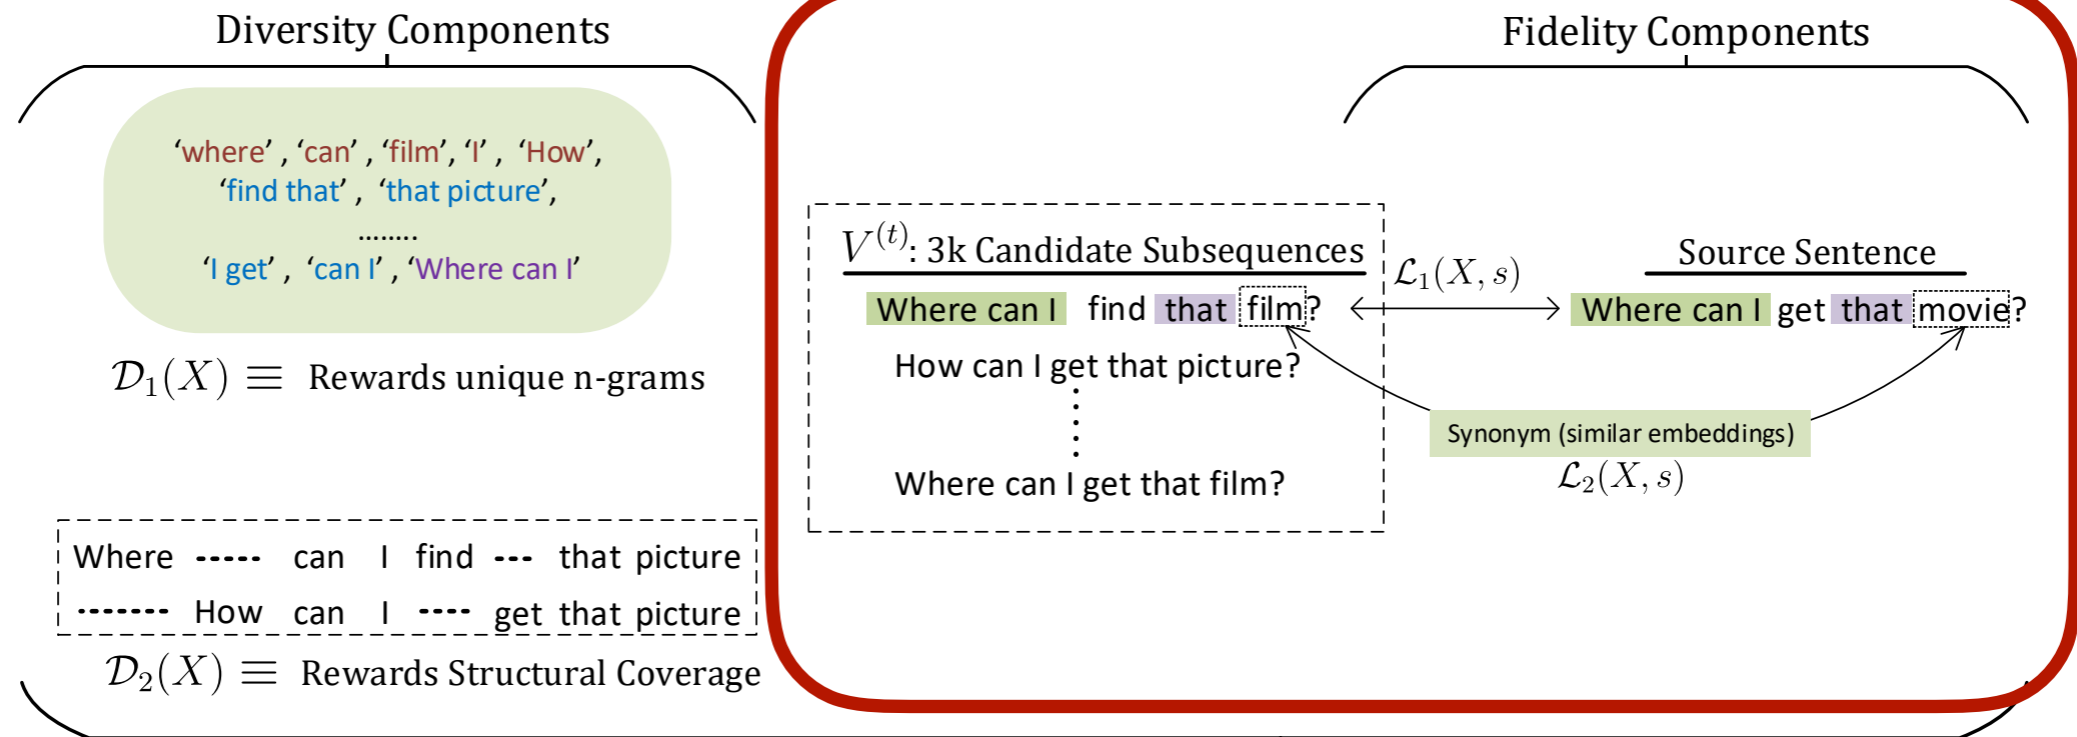 Diversity Components
‘where’ , ‘can’ , ‘film’, ‘I’ , ‘How’,
‘find that’ , ‘that picture’,
........
‘I get’ , ‘can I’ , ‘Where can I’
𝒟₁(X) ≡ Rewards unique n-grams
Where ----- can I find --- that picture
------- How can I ---- get that picture
𝒟₂(X) ≡ Rewards Structural Coverage
Fidelity Components
V⁽ᵗ⁾: 3k Candidate Subsequences
Where can I find that film?
How can I get that picture?
Where can I get that film?
ℒ₁(X, s)
Source Sentence
Where can I get that movie?
Synonym (similar embeddings)
ℒ₂(X, s)